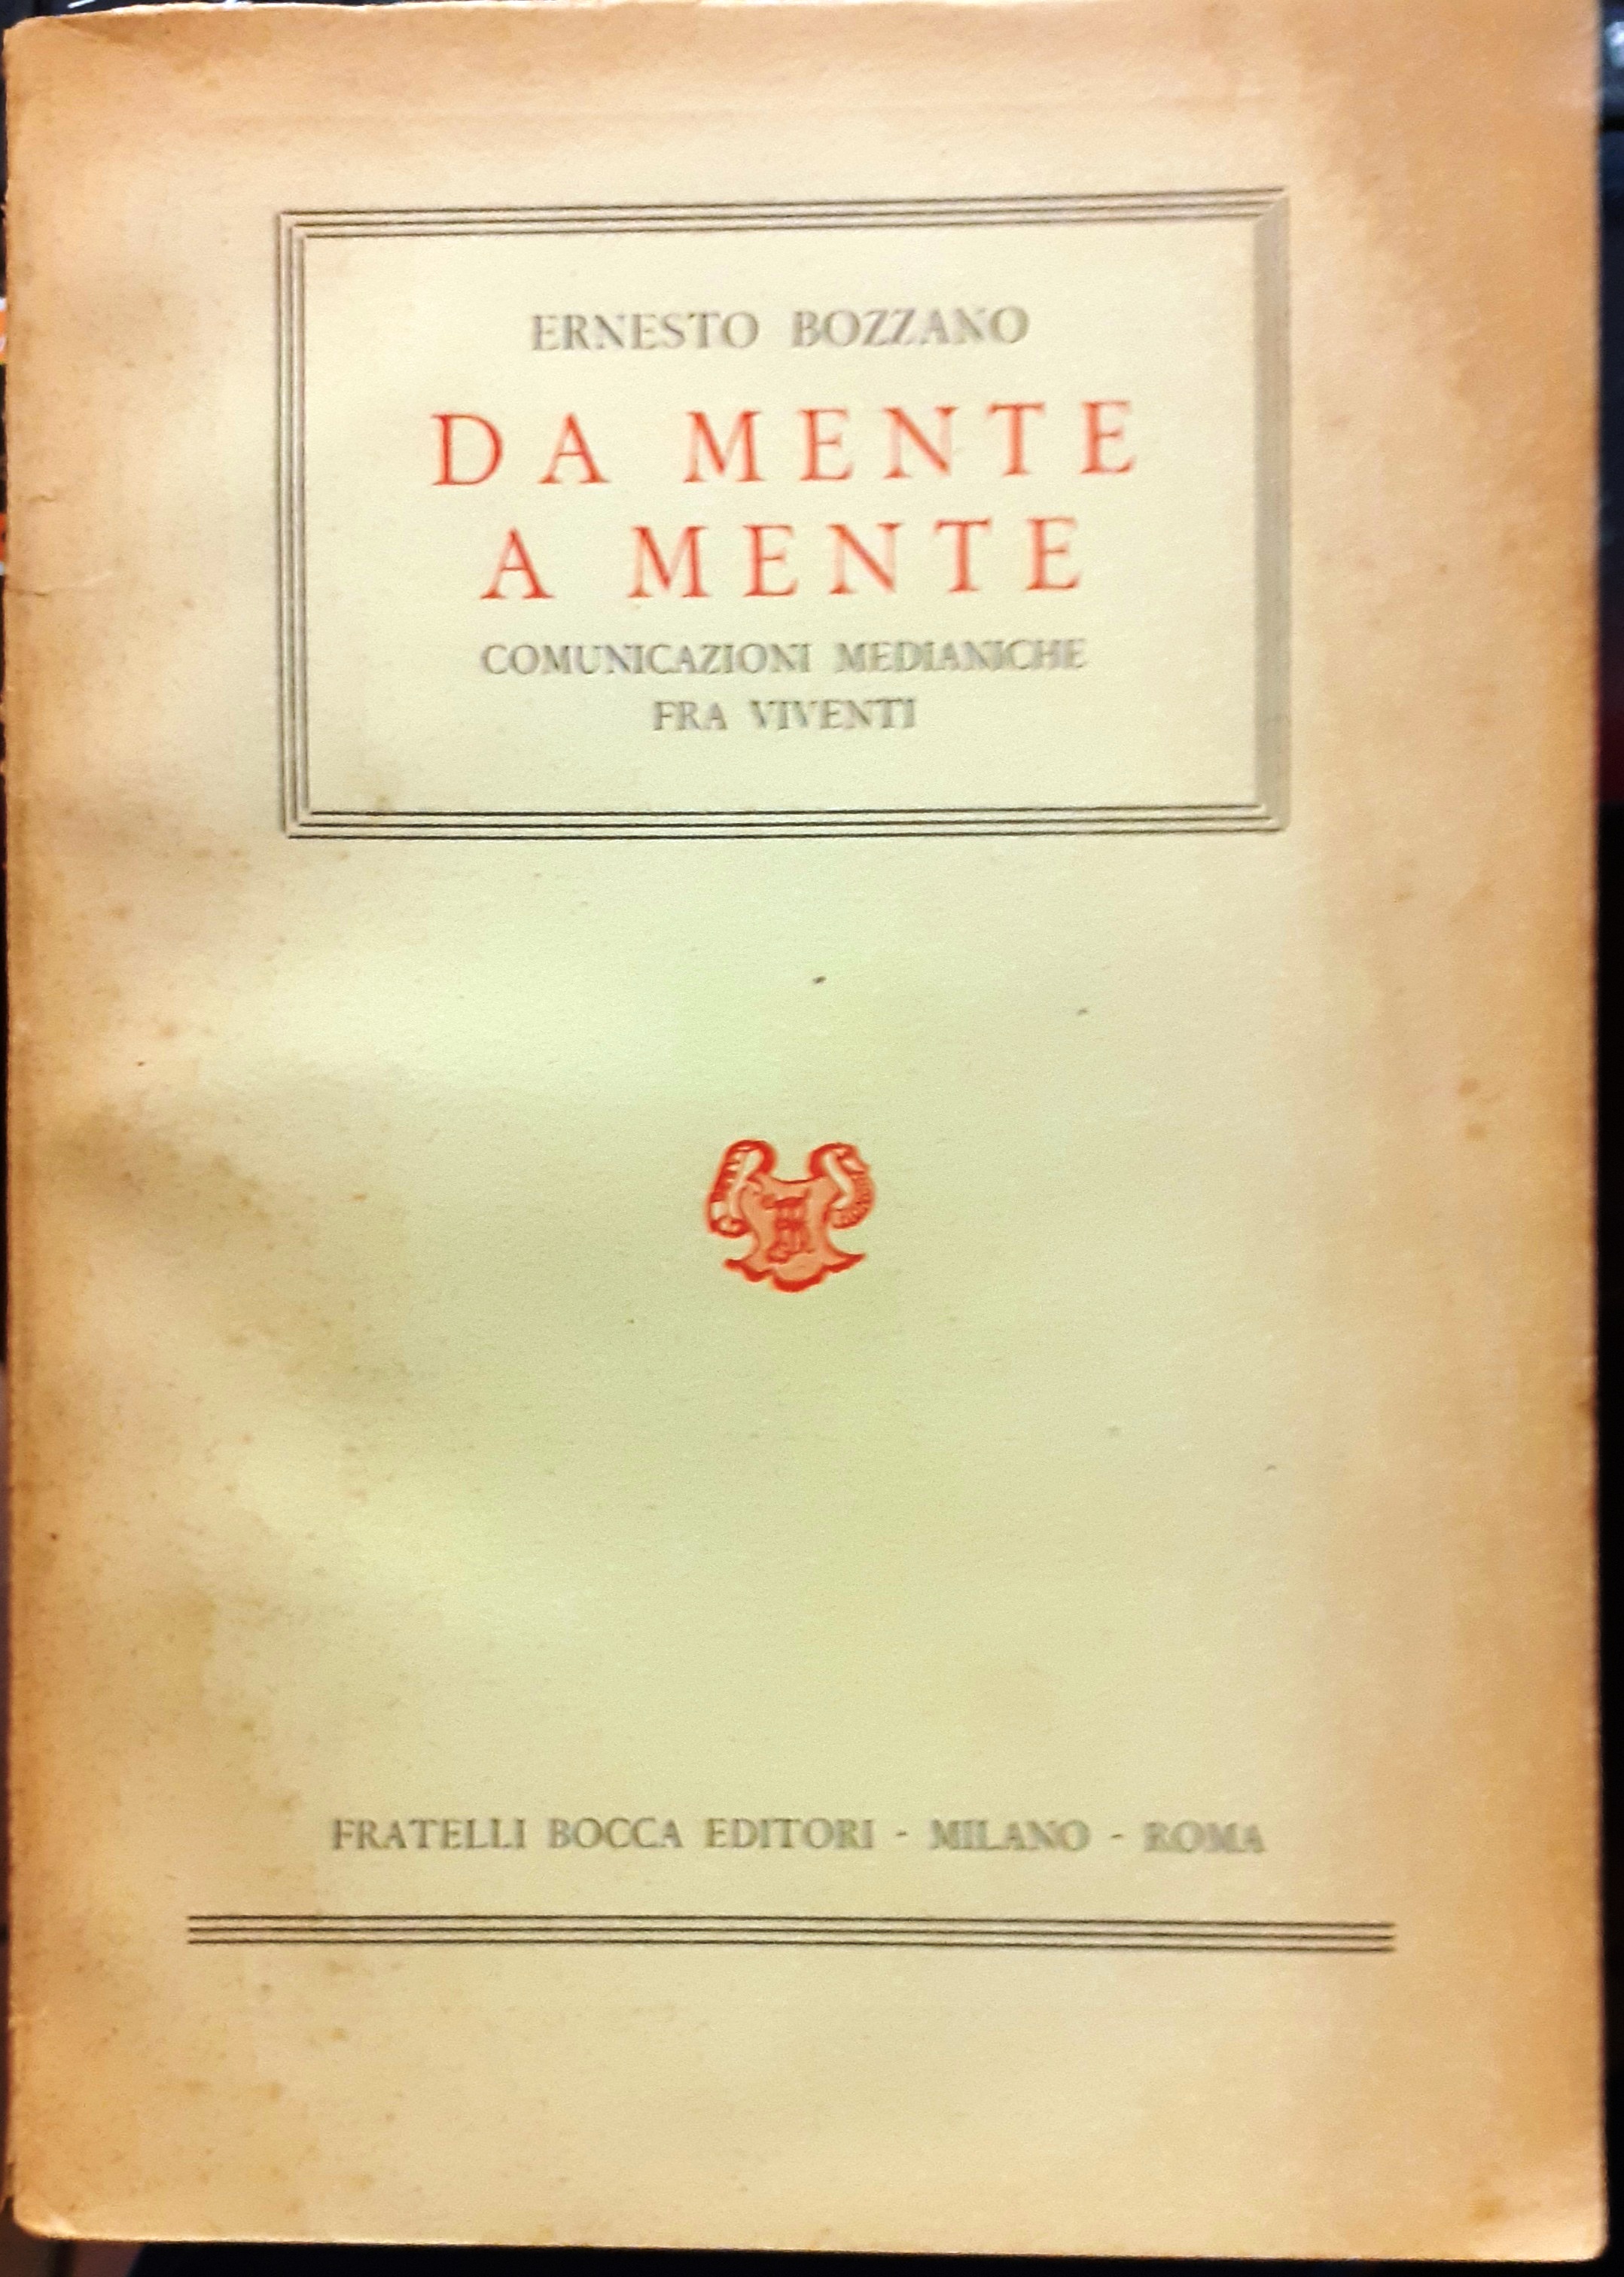 ERNESTO BOZZANO
DA MENTE
A MENTE
COMUNICAZIONI MEDIANICHE
FRA VIVENTI
FRATELLI BOCCA EDITORI - MILANO - ROMA